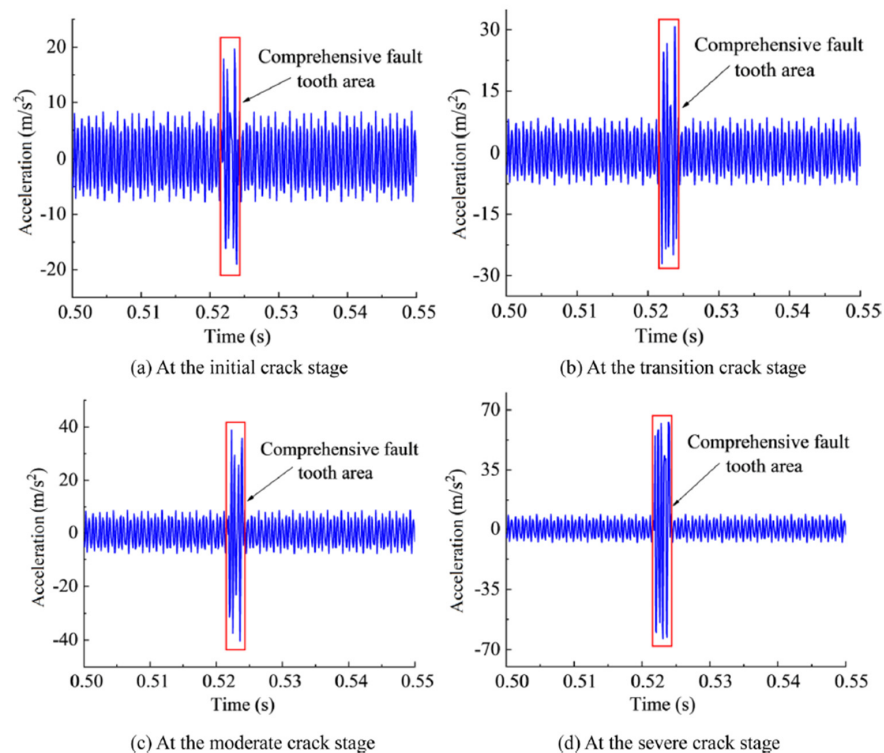 20
10
0
-10
-20
Acceleration (m/s²)
Comprehensive fault
tooth area
0.50 0.51 0.52 0.53 0.54 0.55
Time (s)
(a) At the initial crack stage
30
15
0
-15
-30
Acceleration (m/s²)
Comprehensive fault
tooth area
0.50 0.51 0.52 0.53 0.54 0.55
Time (s)
(b) At the transition crack stage
40
20
0
-20
-40
Acceleration (m/s²)
Comprehensive fault
tooth area
0.50 0.51 0.52 0.53 0.54 0.55
Time (s)
(c) At the moderate crack stage
70
35
0
-35
-70
Acceleration (m/s²)
Comprehensive fault
tooth area
0.50 0.51 0.52 0.53 0.54 0.55
Time (s)
(d) At the severe crack stage